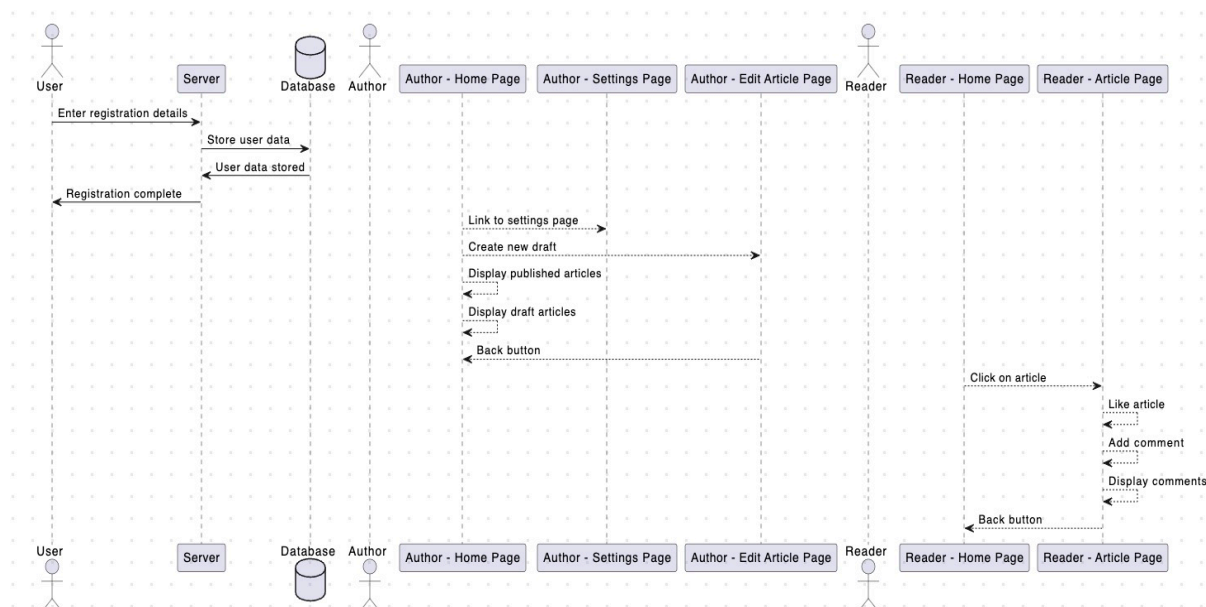 User
Server
Database
Author
Author - Home Page
Author - Settings Page
Author - Edit Article Page
Reader
Reader - Home Page
Reader - Article Page
Enter registration details
Store user data
User data stored
Registration complete
Link to settings page
Create new draft
Display published articles
Display draft articles
Back button
Click on article
Like article
Add comment
Display comments
Back button
User
Server
Database
Author
Author - Home Page
Author - Settings Page
Author - Edit Article Page
Reader
Reader - Home Page
Reader - Article Page